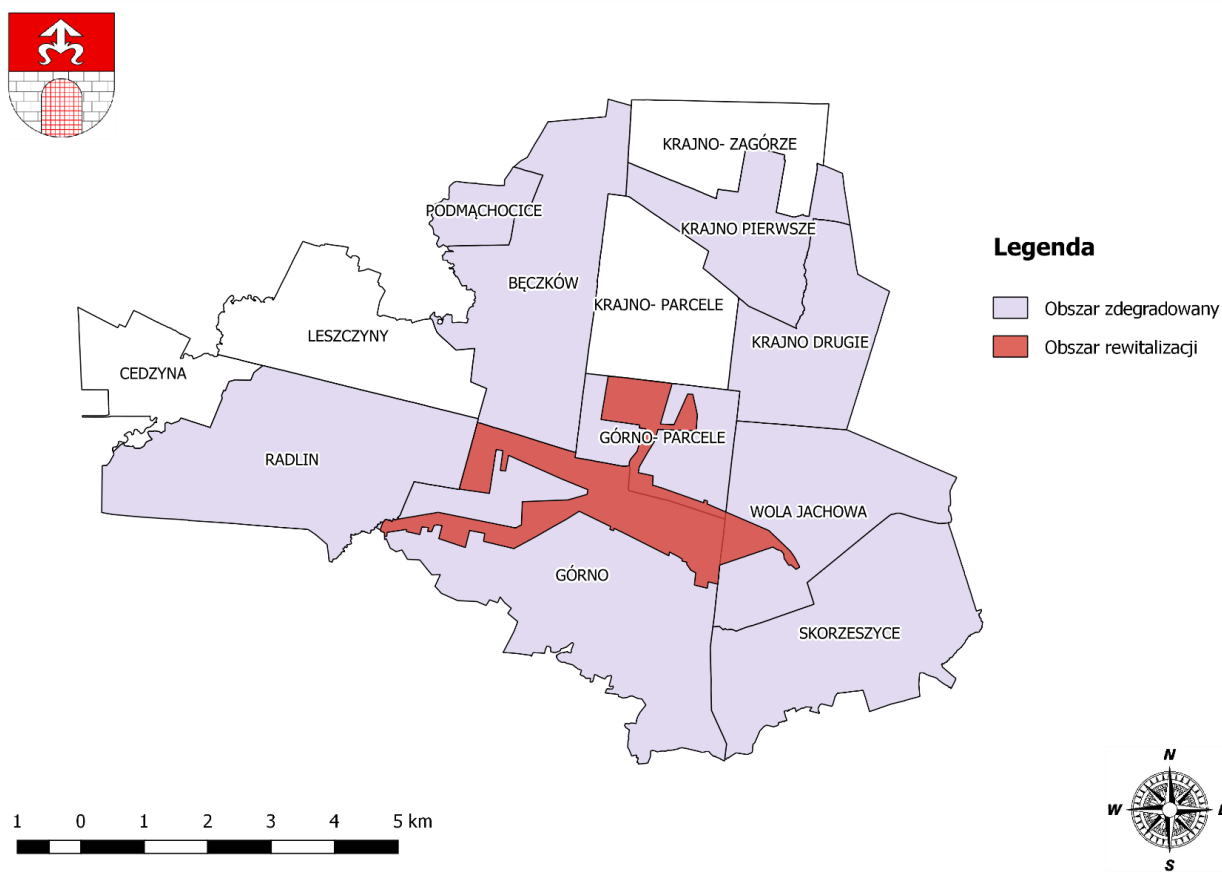 KRAJNO- ZAGÓRZE
PODMĄCHOCICE
KRAJNO PIERWSZE
BĘCZKÓW
KRAJNO- PARCELE
LESZCZYNY
KRAJNO DRUGIE
CEDZYNA
GÓRNO- PARCELE
RADLIN
WOLA JACHOWA
GÓRNO
SKORZESZYCE
Legenda
Obszar zdegradowany
Obszar rewitalizacji
1 0 1 2 3 4 5 km
N
W
S